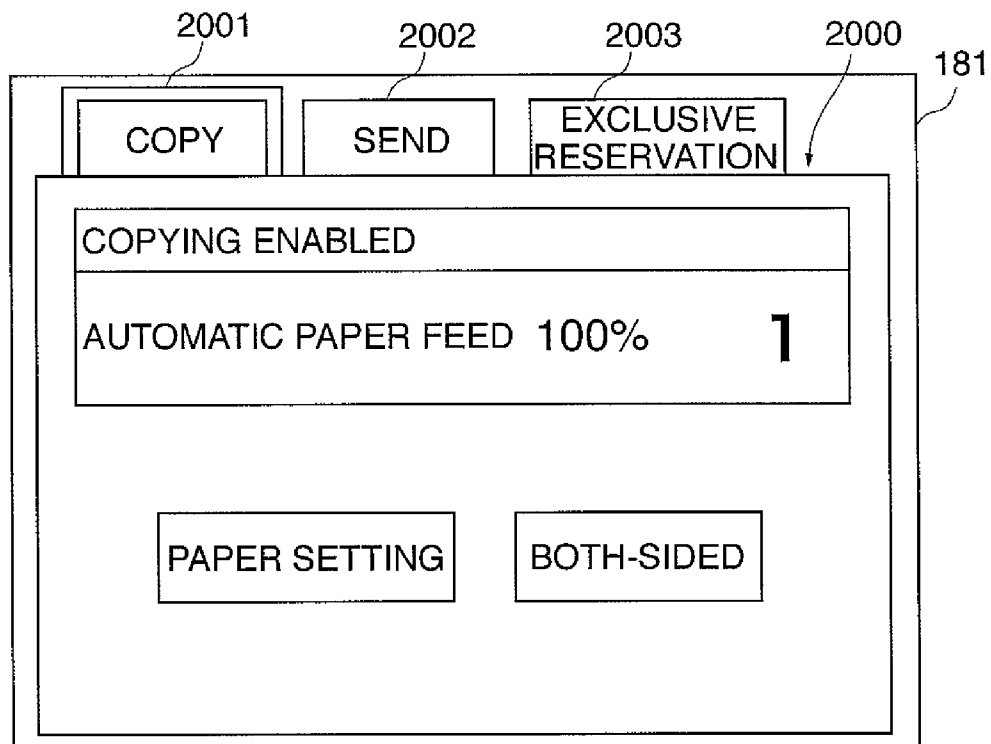 2001 2002 2003 2000 181
COPY SEND EXCLUSIVE
RESERVATION
COPYING ENABLED
AUTOMATIC PAPER FEED 100% 1
PAPER SETTING BOTH-SIDED